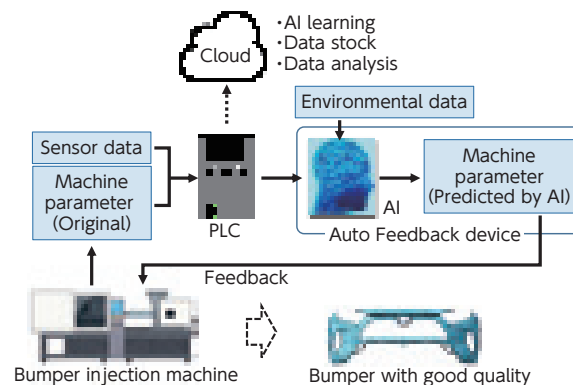 Cloud
・AI learning
・Data stock
・Data analysis
Environmental data
Sensor data
Machine
parameter
(Original)
PLC
AI
Machine
parameter
(Predicted by AI)
Auto Feedback device
Feedback
Bumper injection machine
Bumper with good quality